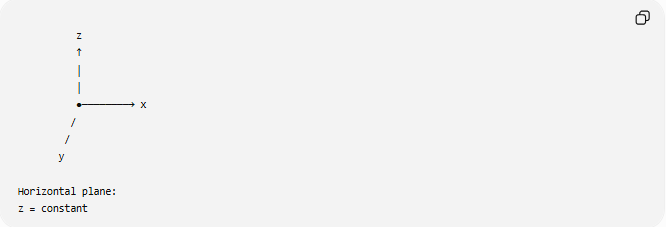 z
x
y
Horizontal plane:
z = constant